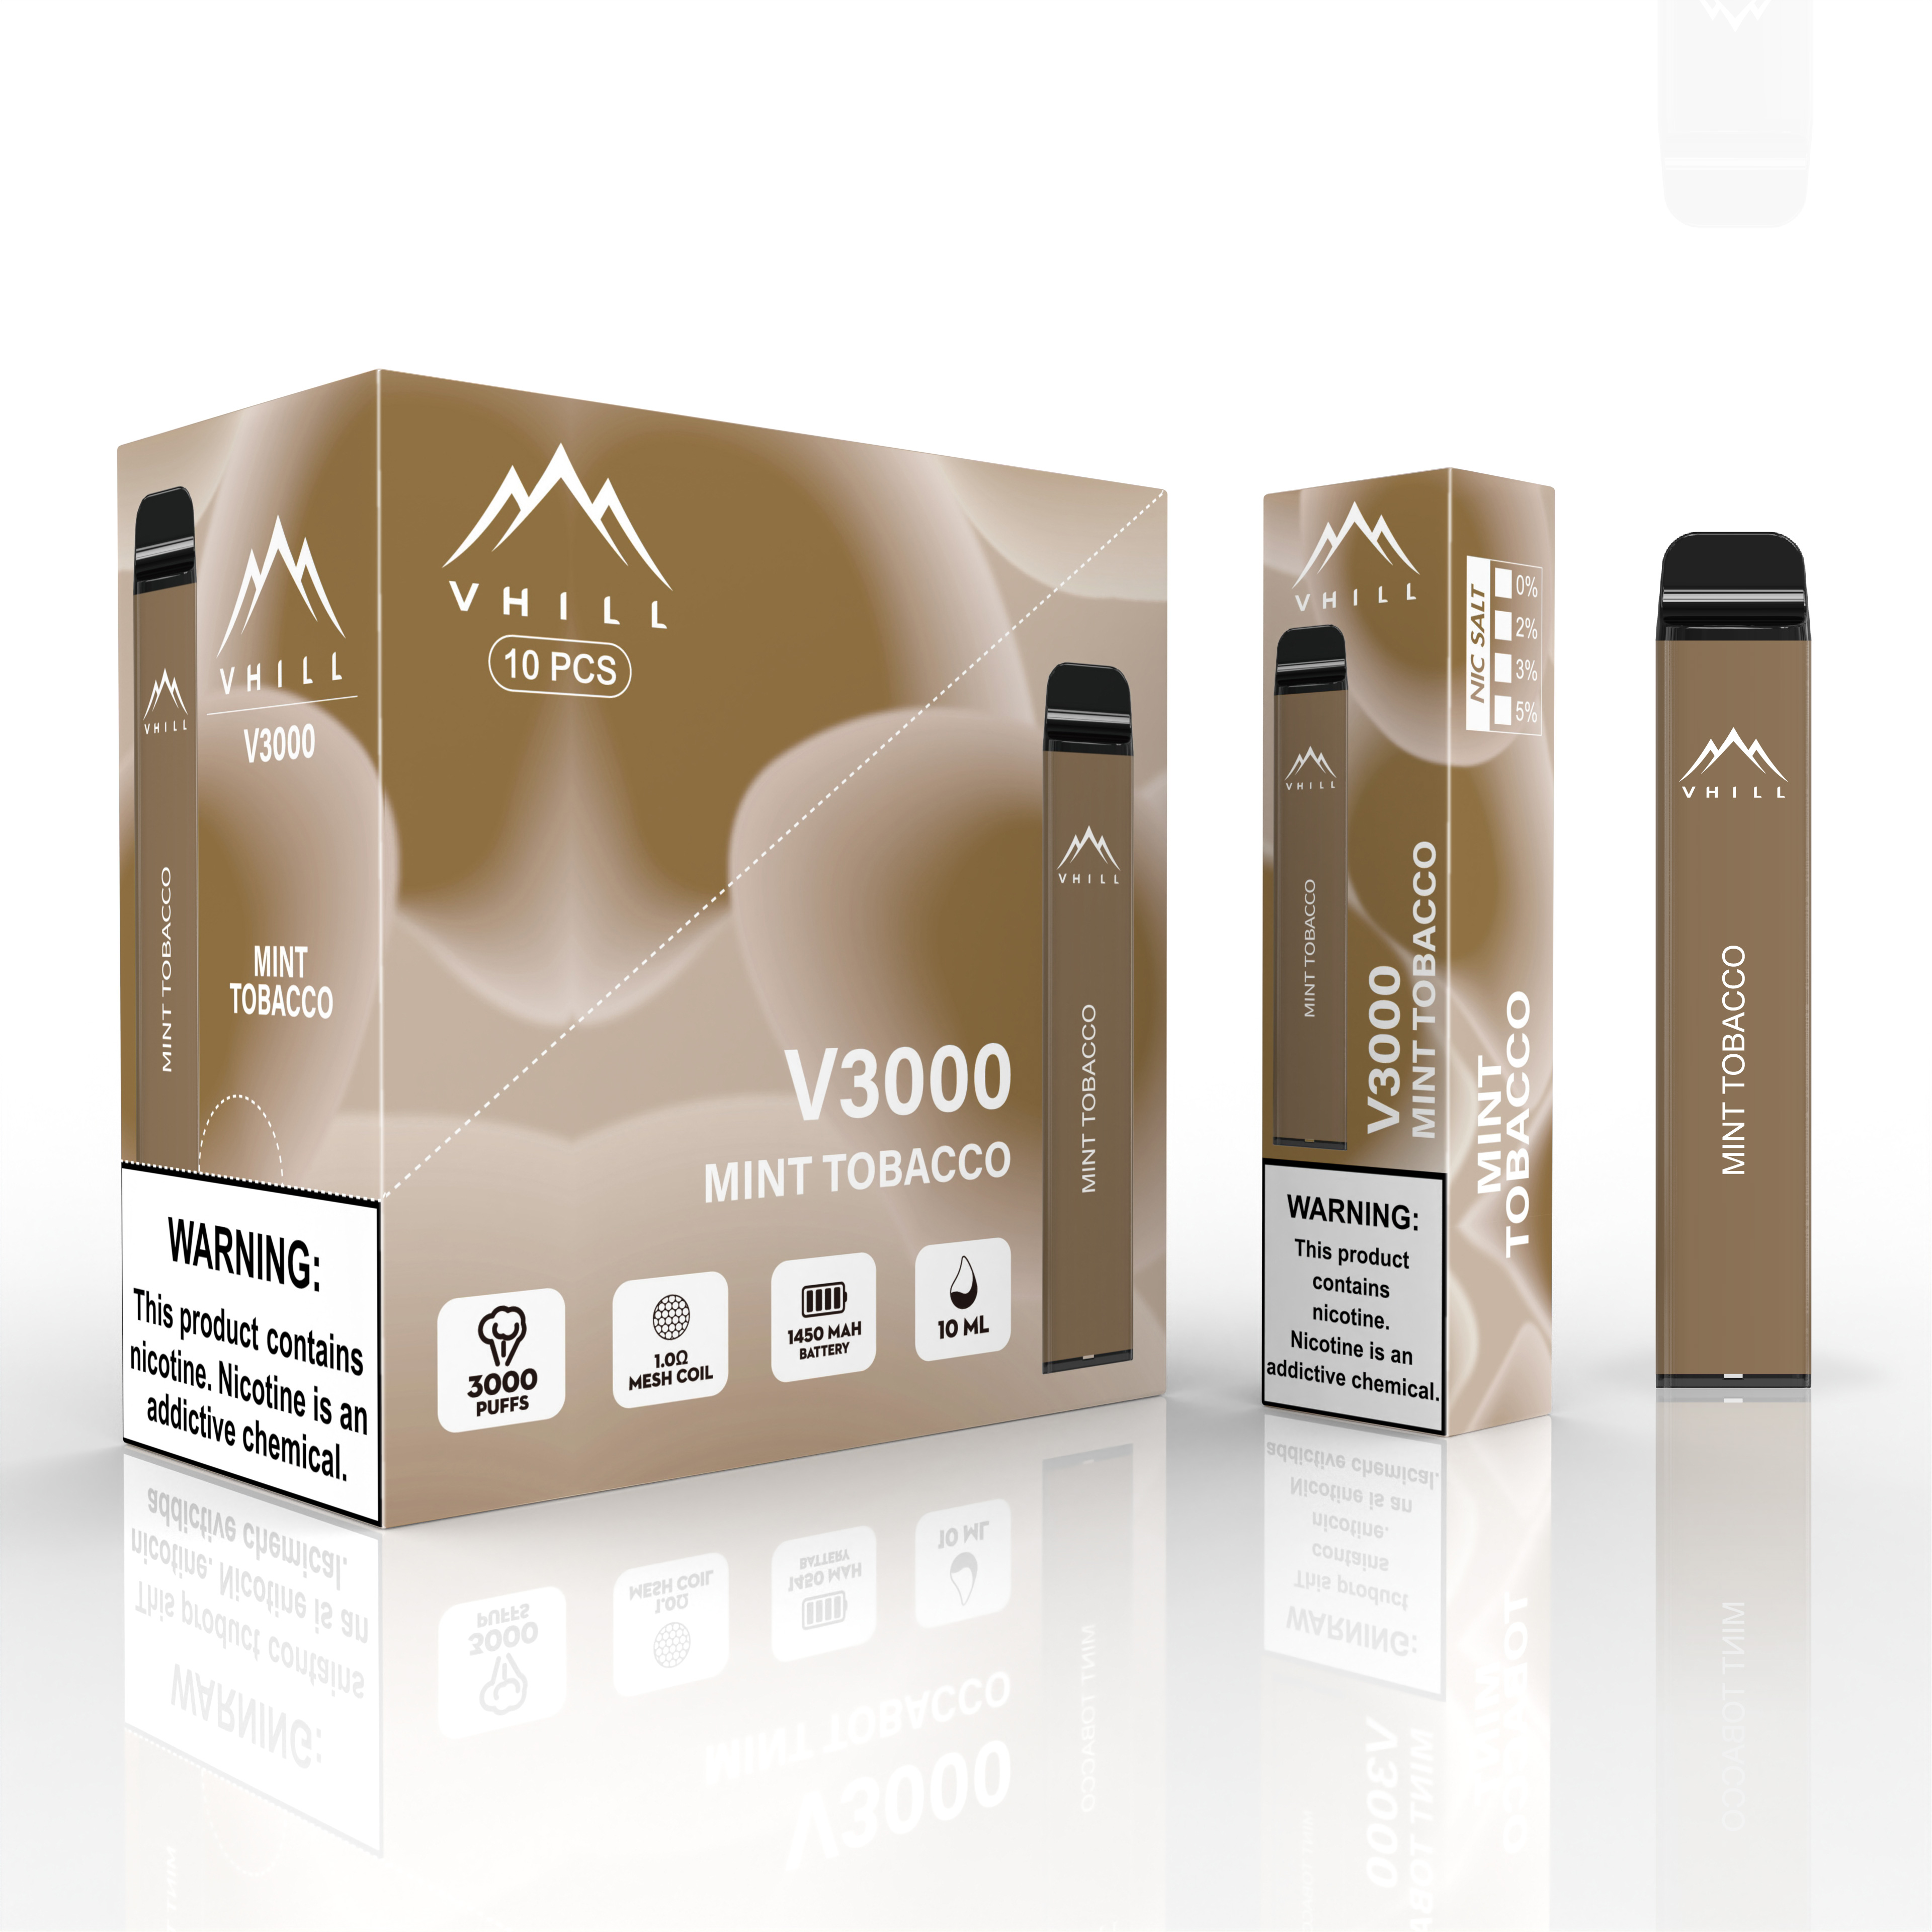 VHILL
V3000
VHILL
MINT TOBACCO
MINT
TOBACCO
WARNING:
This product contains
nicotine. Nicotine is an
addictive chemical.
VHILL
10 PCS
V3000
MINT TOBACCO
3000
PUFFS
1.0Ω
MESH COIL
1450 MAH
BATTERY
10 ML
VHILL
MINT TOBACCO
VHILL
VHILL
MINT TOBACCO
V3000
MINT TOBACCO
WARNING:
This product
contains
nicotine.
Nicotine is an
addictive chemical.
NIC SALT
0%
2%
3%
5%
MINT
TOBACCO
VHILL
MINT TOBACCO